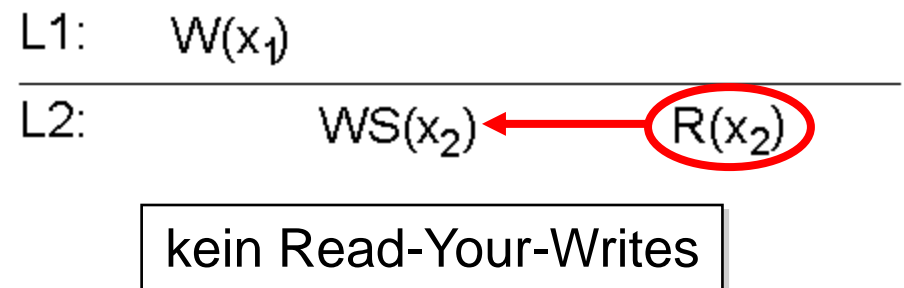 L1: W(x₁)
L2: WS(x₂) R(x₂)
kein Read-Your-Writes